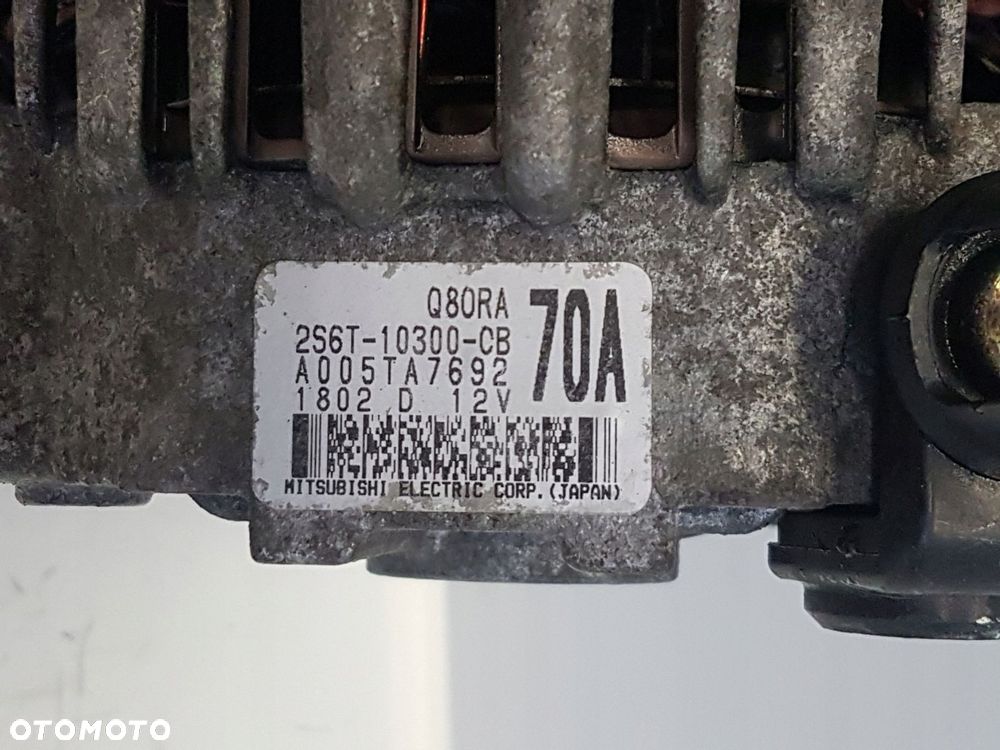 Q80RA
70A
2S6T-10300-CB
A005TA7692
1802 D 12V
MITSUBISHI ELECTRIC CORP.(JAPAN)
OTOMOTO